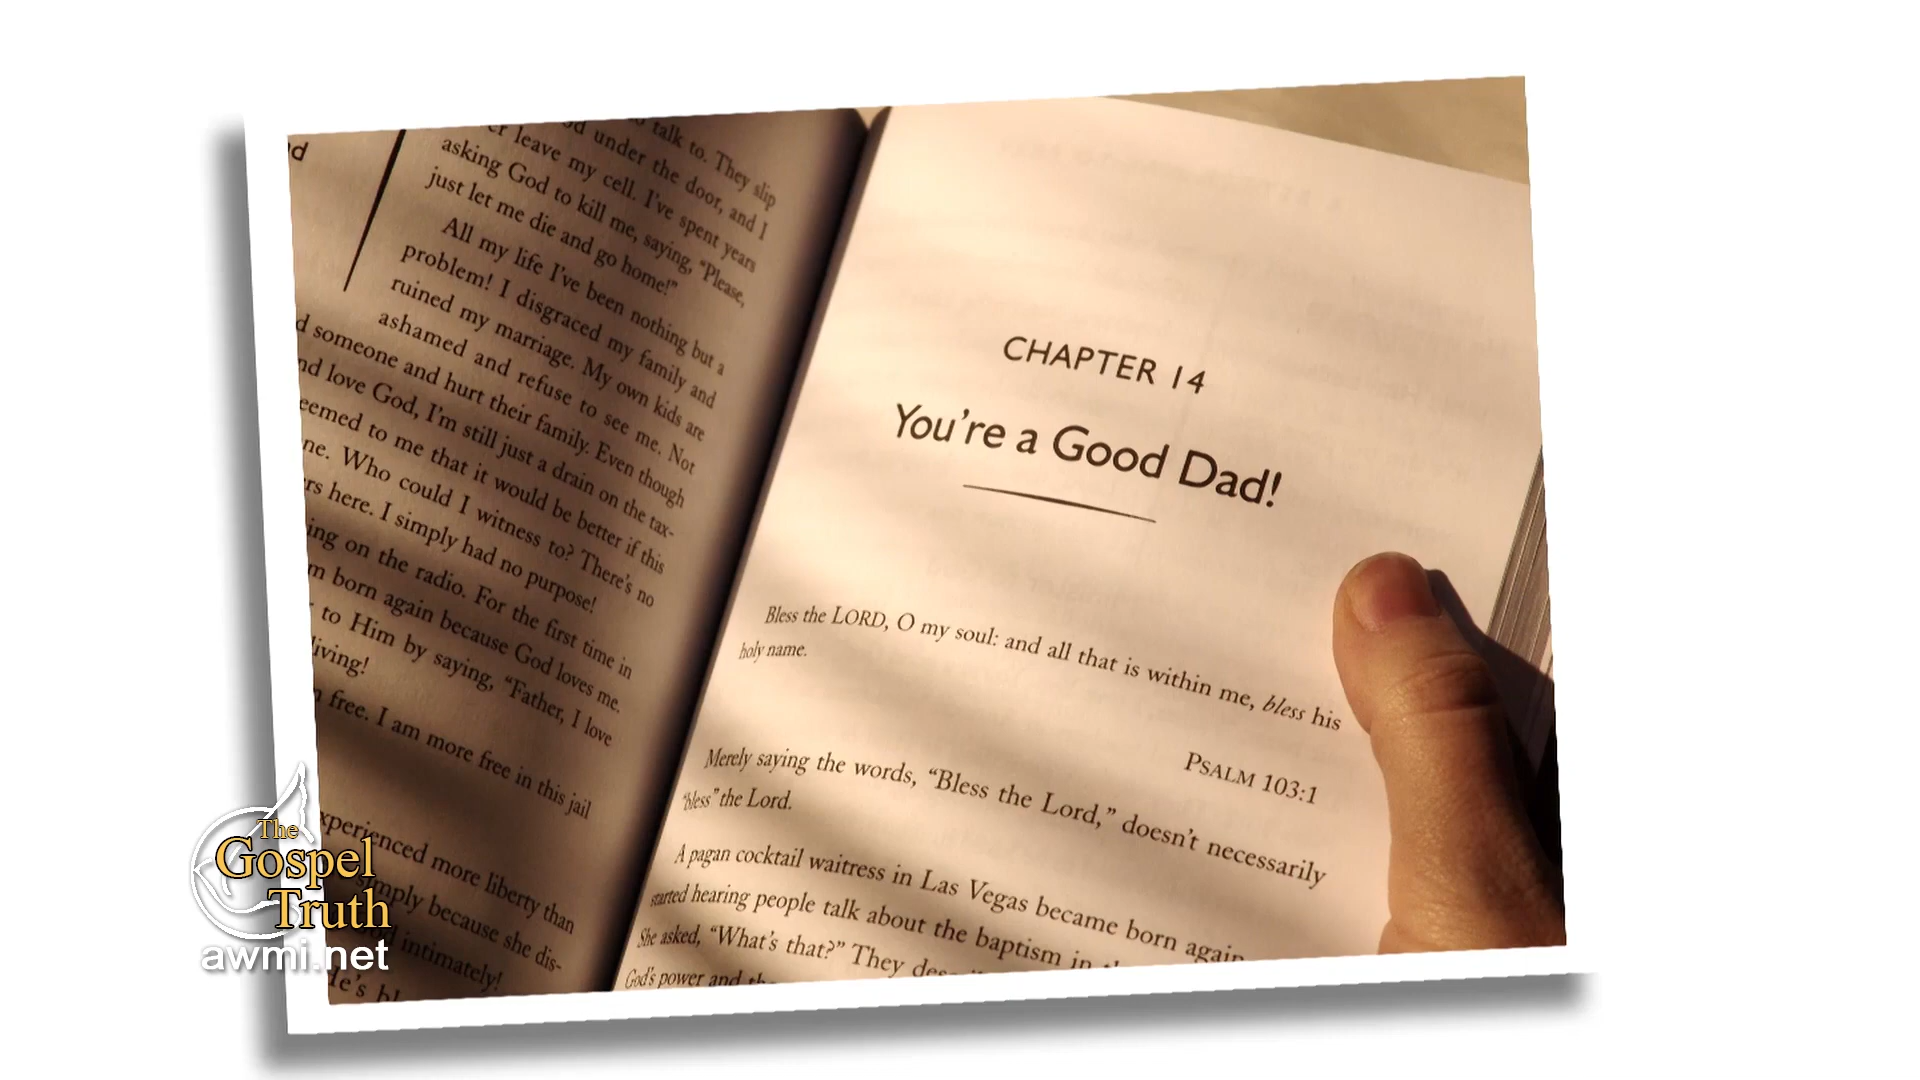 talk to. They slip
under the door, and I
leave my cell. I've spent years
asking God to kill me, saying, “Please,
just let me die and go home!”
All my life I've been nothing but a
problem! I disgraced my family and
ruined my marriage. My own kids are
ashamed and refuse to see me. Not
someone and hurt their family. Even though
love God, I'm still just a drain on the tax-
to me that it would be better if this
Who could I witness to? There's no
here. I simply had no purpose!
on the radio. For the first time in
born again because God loves me.
to Him by saying, “Father, I love
free. I am more free in this jail
more liberty than
because she dis-
intimately!
CHAPTER 14
You're a Good Dad!
Bless the LORD, O my soul: and all that is within me, bless his
holy name.
PSALM 103:1
Merely saying the words, “Bless the Lord,” doesn't necessarily
“bless” the Lord.
A pagan cocktail waitress in Las Vegas became born again
started hearing people talk about the baptism in
She asked, “What's that?” They
God's power and
The
Gospel
Truth
awmi.net